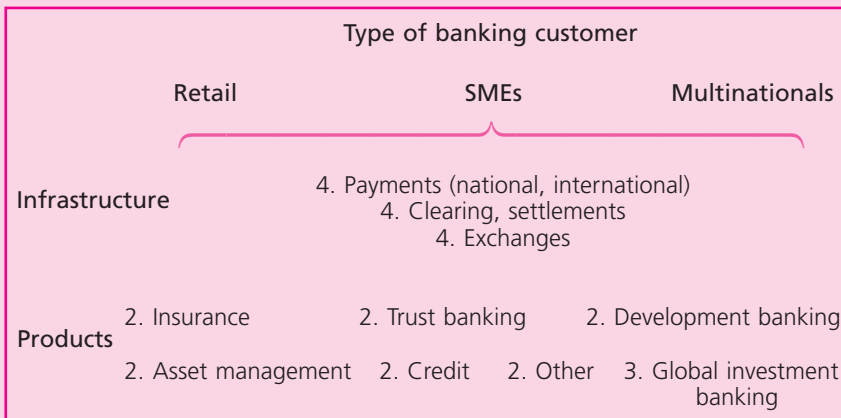 Type of banking customer
Retail SMEs Multinationals
Infrastructure
4. Payments (national, international)
4. Clearing, settlements
4. Exchanges
Products
2. Insurance 2. Trust banking 2. Development banking
2. Asset management 2. Credit 2. Other 3. Global investment
banking